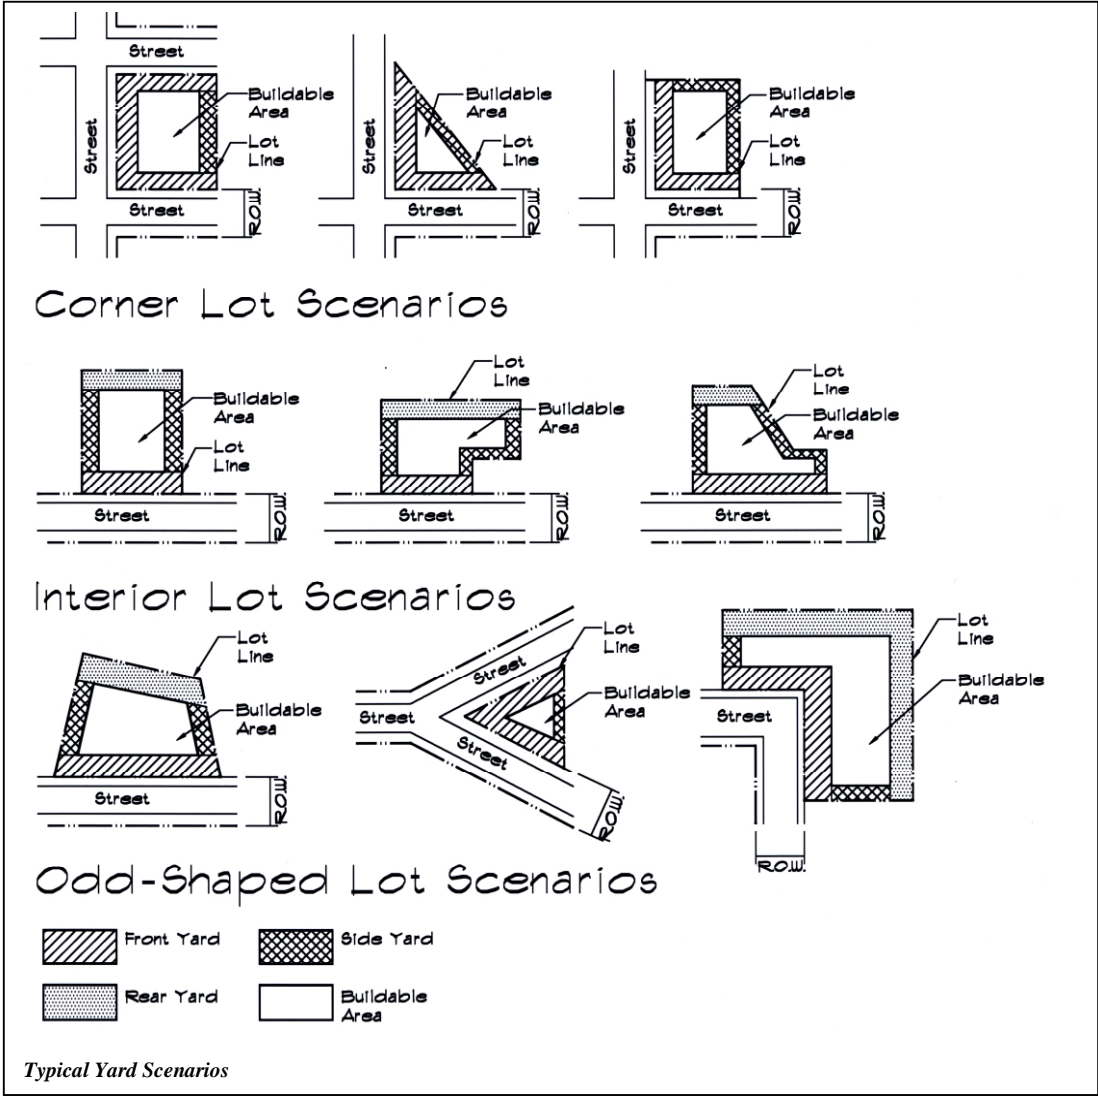 Street
Buildable
Area
Street
Lot
Line
Street
R.O.W.
Buildable
Area
Street
Lot
Line
Street
R.O.W.
Buildable
Area
Street
Lot
Line
Street
R.O.W.
Corner Lot Scenarios
Buildable
Area
Lot
Line
Street
R.O.W.
Lot
Line
Buildable
Area
Street
R.O.W.
Lot
Line
Buildable
Area
Street
R.O.W.
Interior Lot Scenarios
Lot
Line
Buildable
Area
Street
R.O.W.
Lot
Line
Street
Buildable
Area
Street
Street
R.O.W.
Lot
Line
Buildable
Area
Street
R.O.W.
Odd-Shaped Lot Scenarios
Front Yard
Side Yard
Rear Yard
Buildable
Area
Typical Yard Scenarios